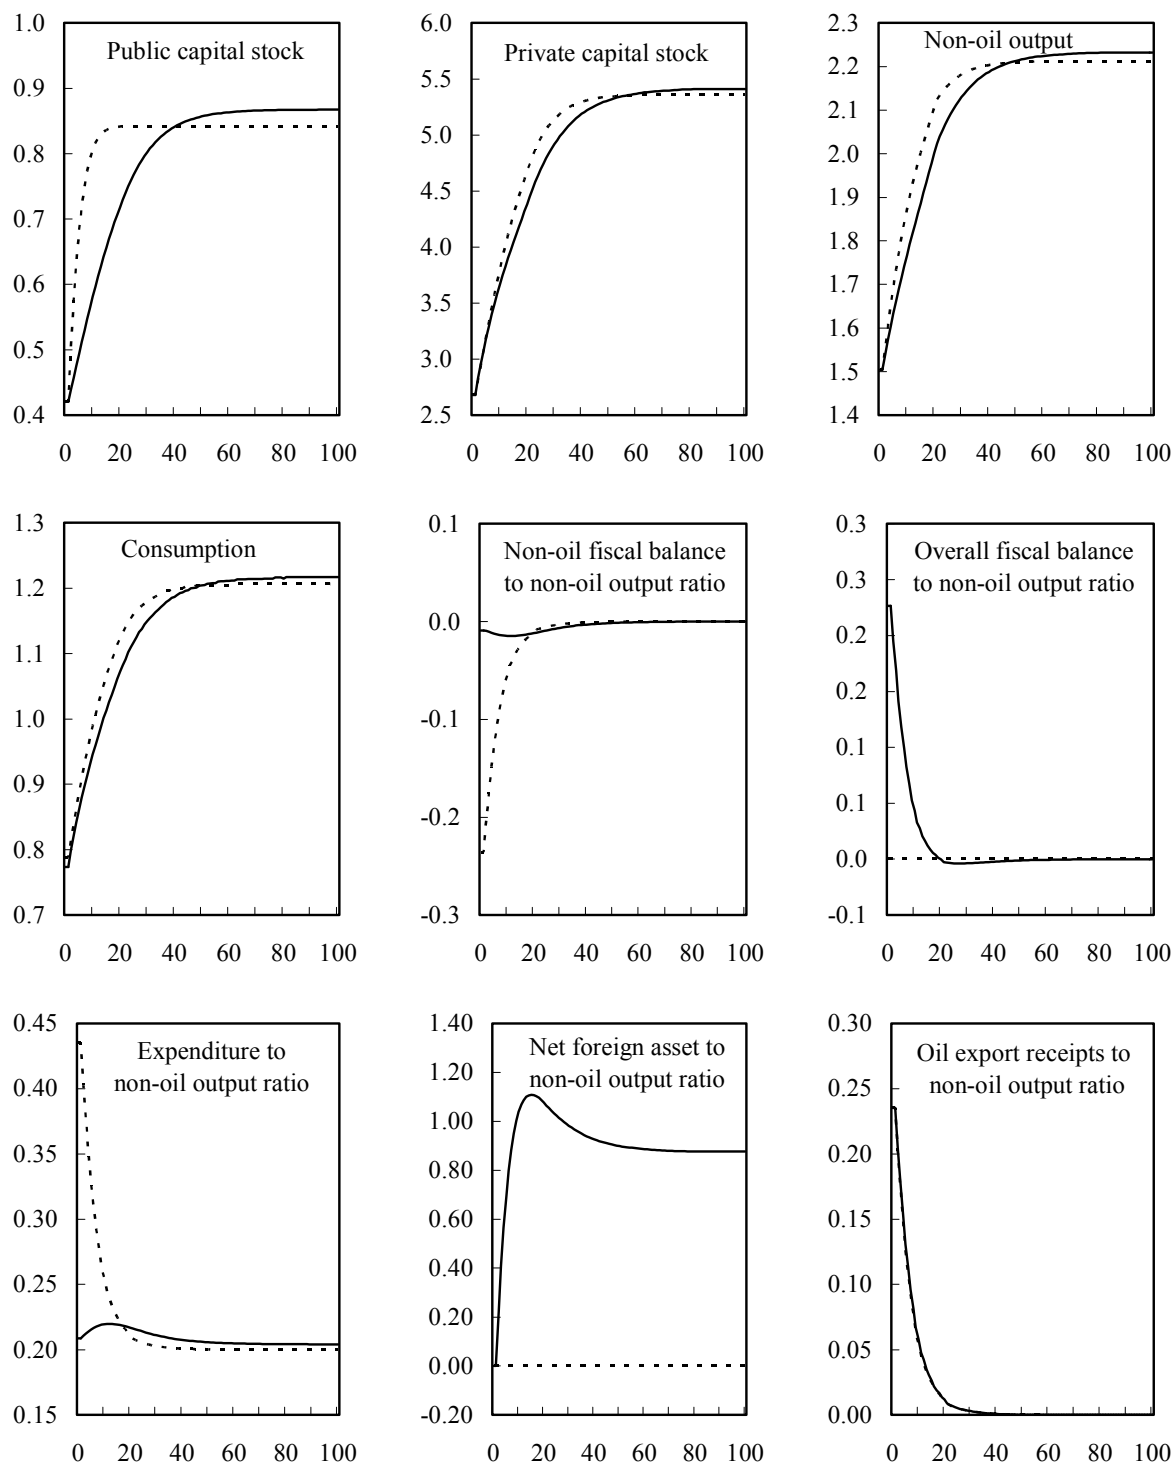 Public capital stock
1.0
0.9
0.8
0.7
0.6
0.5
0.4
0 20 40 60 80 100
Private capital stock
6.0
5.5
5.0
4.5
4.0
3.5
3.0
2.5
0 20 40 60 80 100
Non-oil output
2.3
2.2
2.1
2.0
1.9
1.8
1.7
1.6
1.5
1.4
0 20 40 60 80 100
Consumption
1.3
1.2
1.1
1.0
0.9
0.8
0.7
0 20 40 60 80 100
Non-oil fiscal balance
to non-oil output ratio
0.1
0.0
-0.1
-0.2
-0.3
0 20 40 60 80 100
Overall fiscal balance
to non-oil output ratio
0.3
0.3
0.2
0.2
0.1
0.1
0.0
-0.1
0 20 40 60 80 100
Expenditure to
non-oil output ratio
0.45
0.40
0.35
0.30
0.25
0.20
0.15
0 20 40 60 80 100
Net foreign asset to
non-oil output ratio
1.40
1.20
1.00
0.80
0.60
0.40
0.20
0.00
-0.20
0 20 40 60 80 100
Oil export receipts to
non-oil output ratio
0.30
0.25
0.20
0.15
0.10
0.05
0.00
0 20 40 60 80 100